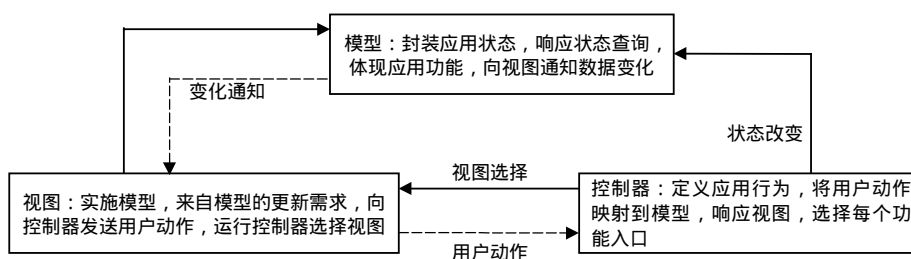 模型：封装应用状态，响应状态查询，
体现应用功能，向视图通知数据变化
变化通知
状态改变
视图选择
视图：实施模型，来自模型的更新需求，向
控制器发送用户动作，运行控制器选择视图
控制器：定义应用行为，将用户动作
映射到模型，响应视图，选择每个功
能入口
用户动作